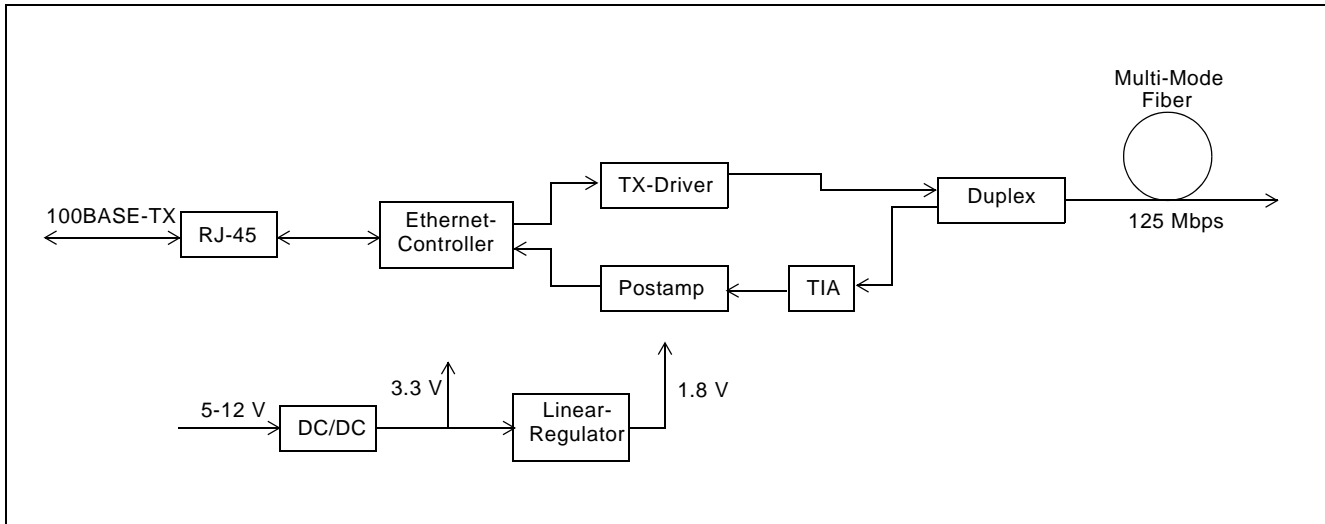 Multi-Mode
Fiber
TX-Driver
Duplex
100BASE-TX
RJ-45
Ethernet-
Controller
125 Mbps
Postamp
TIA
5-12 V
DC/DC
3.3 V
Linear-
Regulator
1.8 V